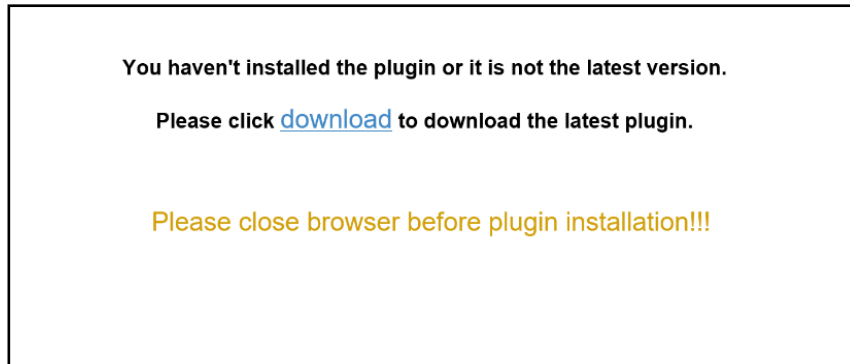 You haven't installed the plugin or it is not the latest version.
Please click download to download the latest plugin.
Please close browser before plugin installation!!!